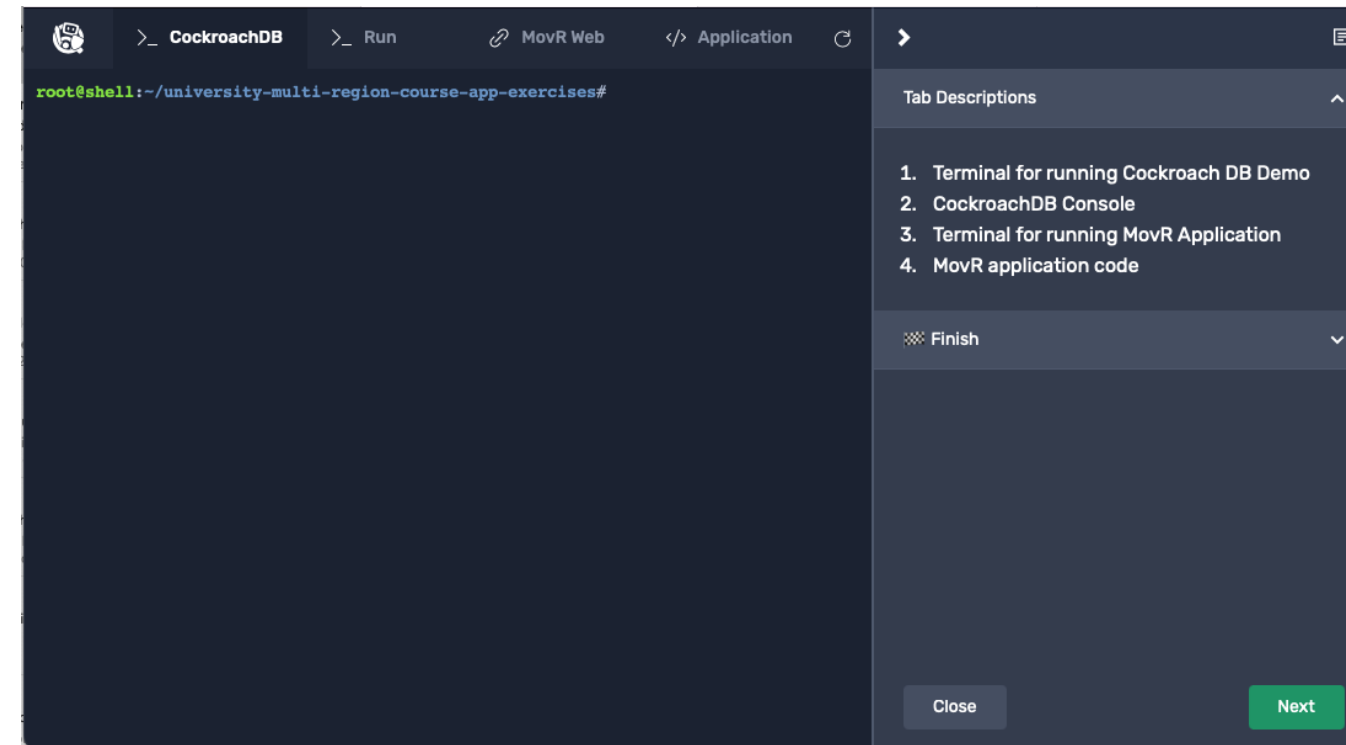 >_ CockroachDB
>_ Run
MovR Web
</> Application
root@shell:~/university-multi-region-course-app-exercises#
Tab Descriptions
1. Terminal for running Cockroach DB Demo
2. CockroachDB Console
3. Terminal for running MovR Application
4. MovR application code
Finish
Close
Next